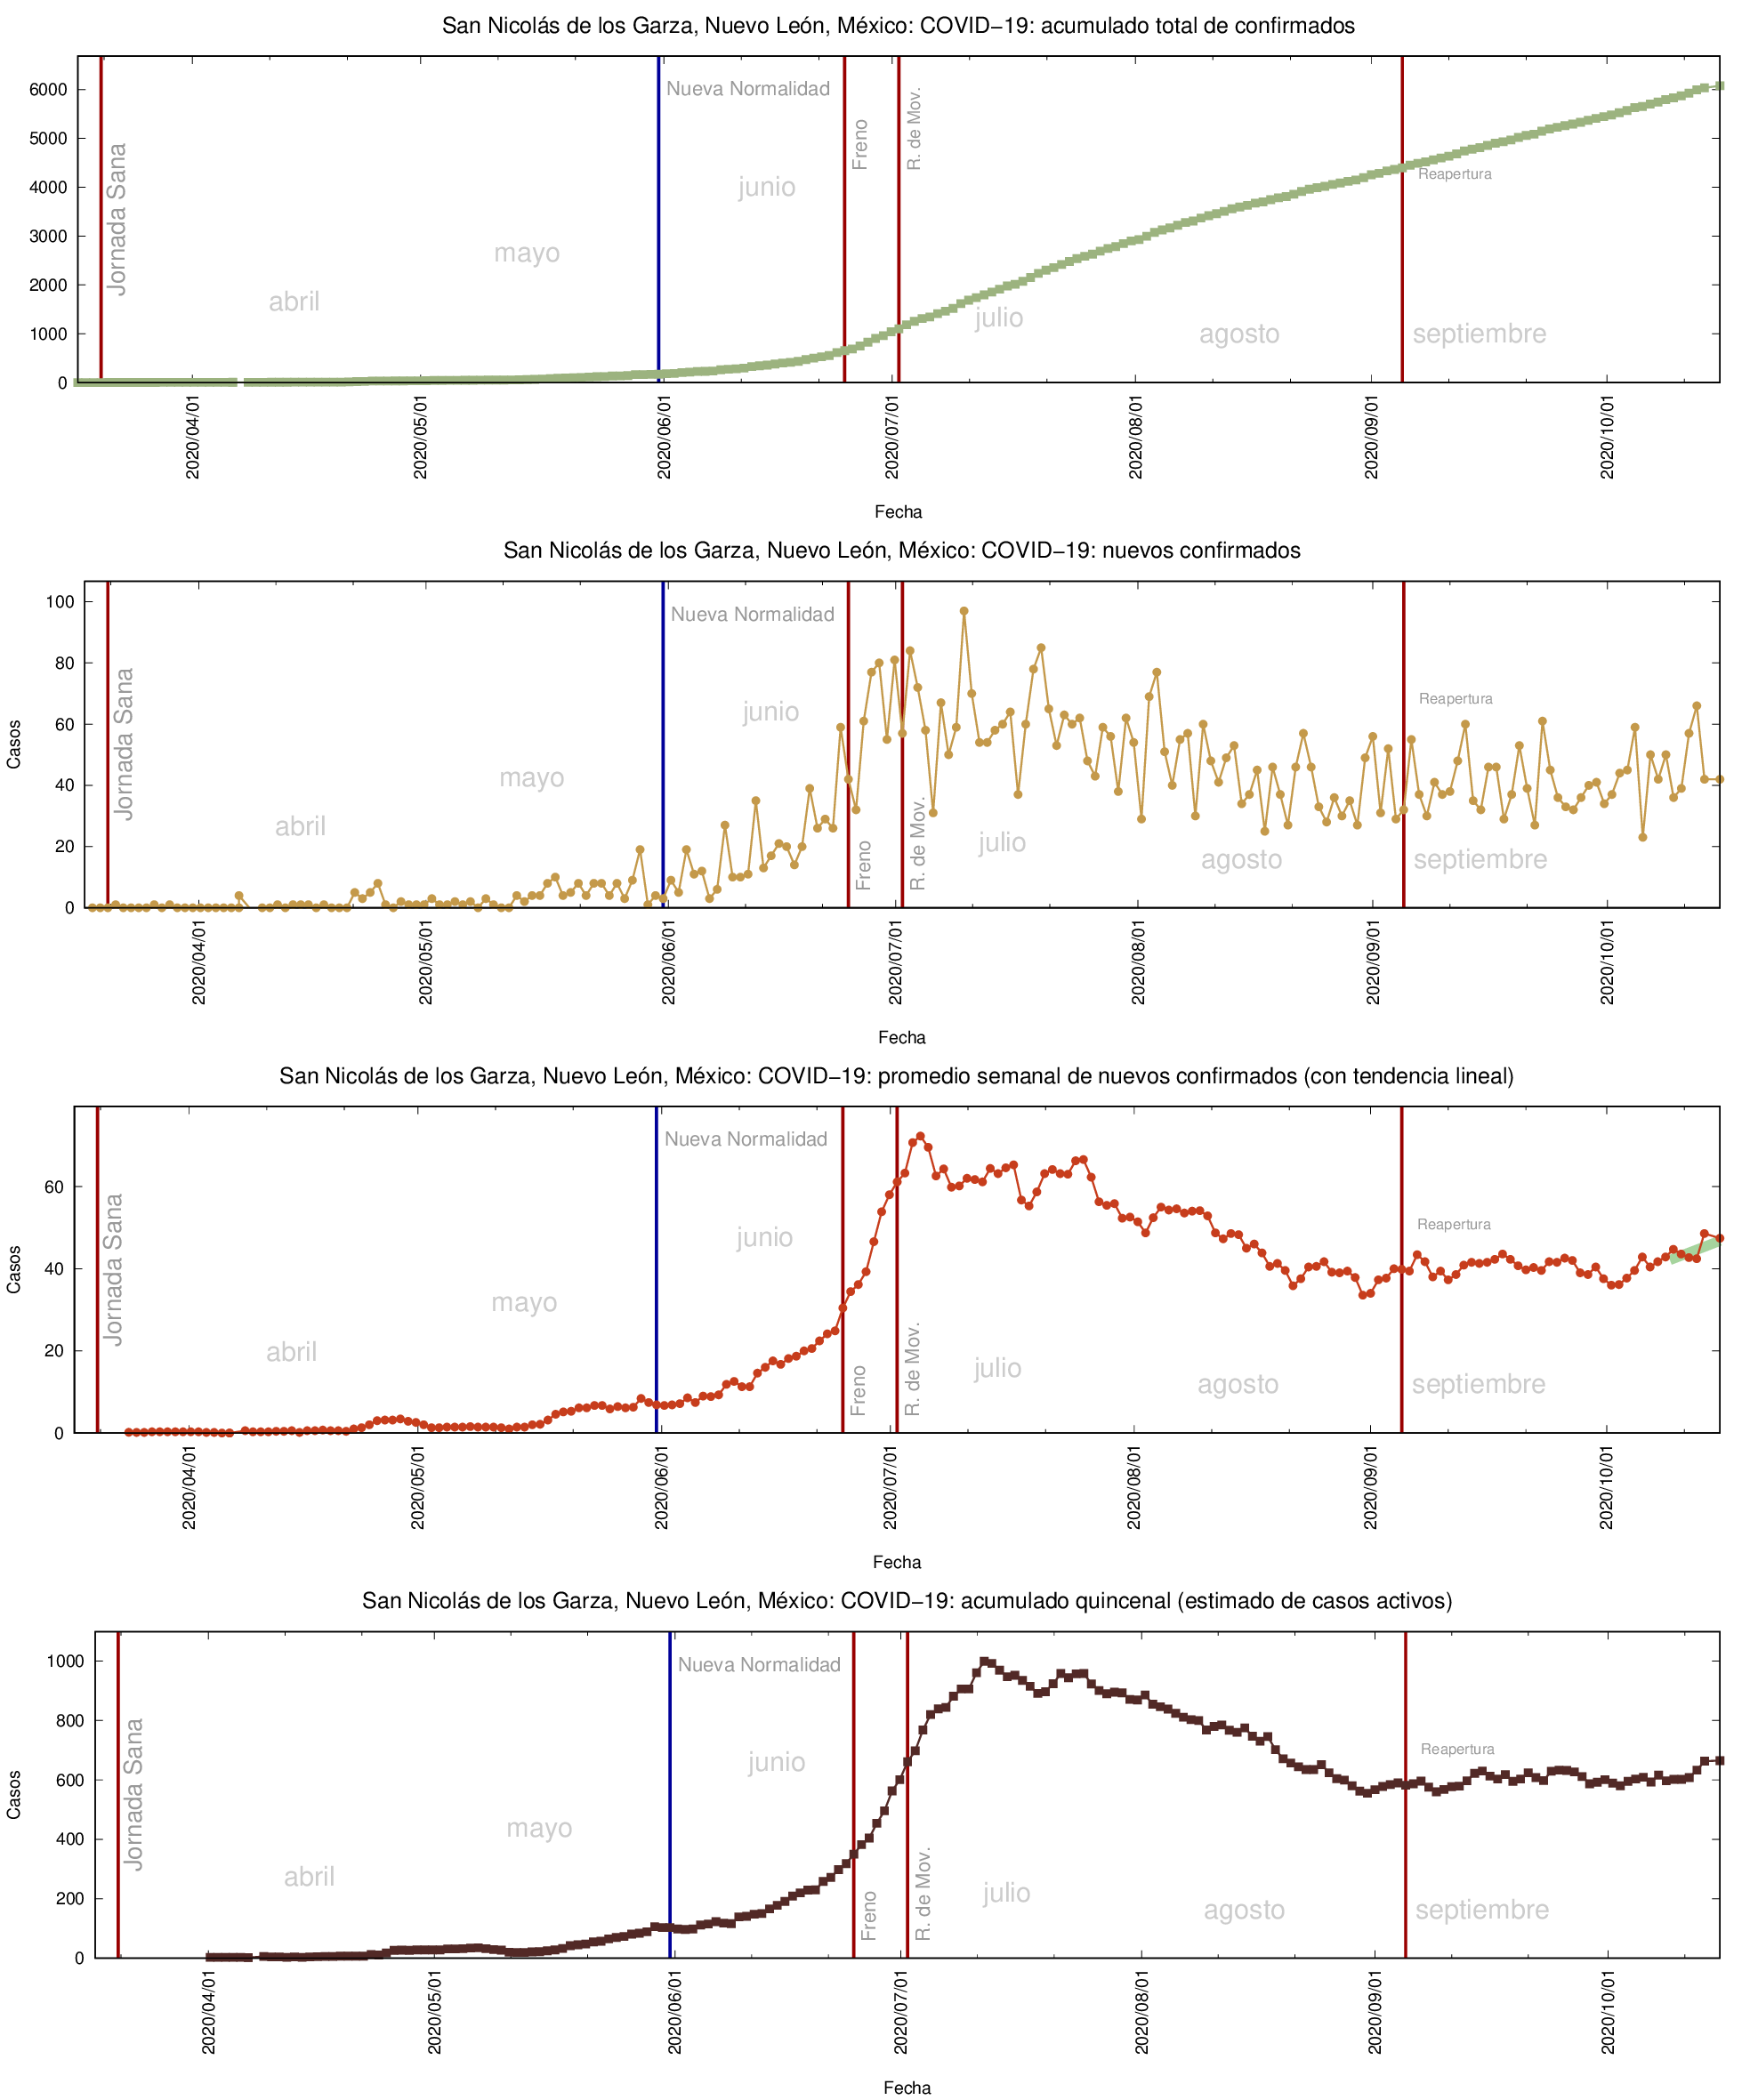 San Nicolás de los Garza, Nuevo León, México: COVID−19: acumulado total de confirmados
6000
5000
4000
3000
2000
1000
0
Jornada Sana
abril
mayo
Nueva Normalidad
junio
Freno
R. de Mov.
julio
agosto
Reapertura
septiembre
2020/04/01
2020/05/01
2020/06/01
2020/07/01
2020/08/01
2020/09/01
2020/10/01
Fecha
San Nicolás de los Garza, Nuevo León, México: COVID−19: nuevos confirmados
Casos
100
80
60
40
20
0
Jornada Sana
abril
mayo
Nueva Normalidad
junio
Freno
R. de Mov.
julio
agosto
Reapertura
septiembre
2020/04/01
2020/05/01
2020/06/01
2020/07/01
2020/08/01
2020/09/01
2020/10/01
Fecha
San Nicolás de los Garza, Nuevo León, México: COVID−19: promedio semanal de nuevos confirmados (con tendencia lineal)
Casos
60
40
20
0
Jornada Sana
abril
mayo
Nueva Normalidad
junio
Freno
R. de Mov.
julio
agosto
Reapertura
septiembre
2020/04/01
2020/05/01
2020/06/01
2020/07/01
2020/08/01
2020/09/01
2020/10/01
Fecha
San Nicolás de los Garza, Nuevo León, México: COVID−19: acumulado quincenal (estimado de casos activos)
Casos
1000
800
600
400
200
0
Jornada Sana
abril
mayo
Nueva Normalidad
junio
Freno
R. de Mov.
julio
agosto
Reapertura
septiembre
2020/04/01
2020/05/01
2020/06/01
2020/07/01
2020/08/01
2020/09/01
2020/10/01
Fecha